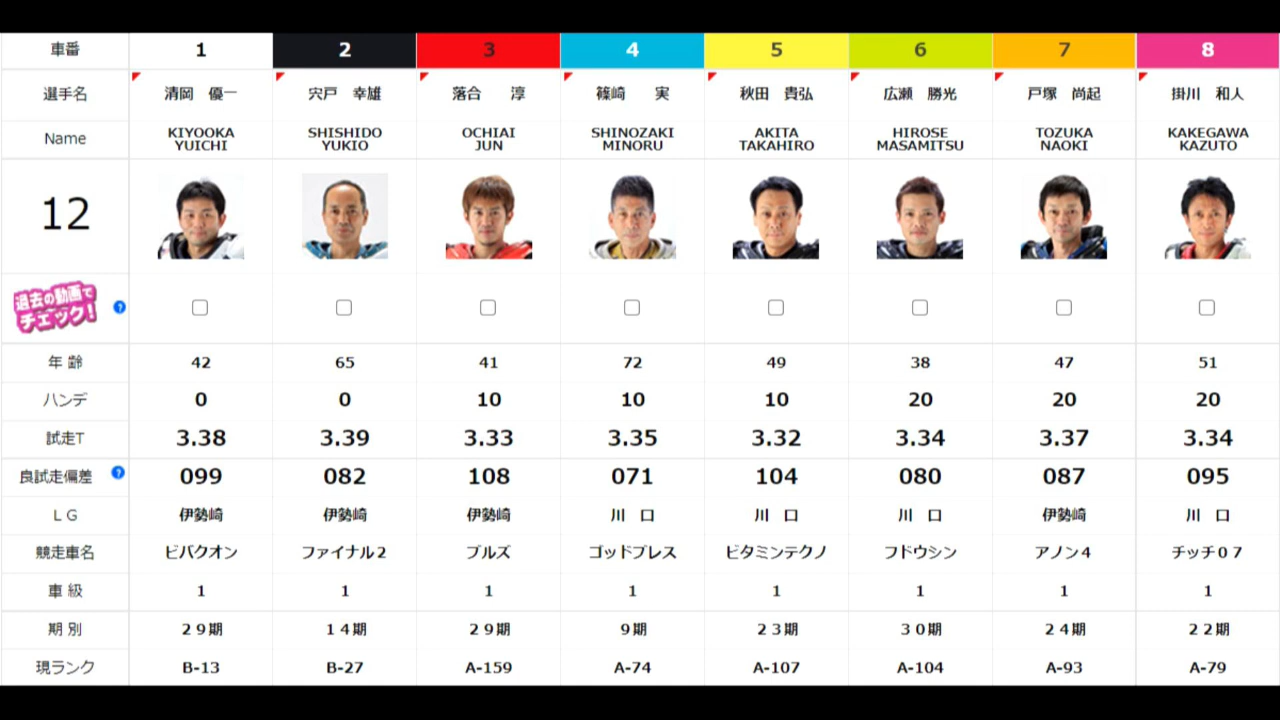 車番 1 2 3 4 5 6 7 8
選手名 清岡　優一 宍戸　幸雄 落合　淳 篠崎　実 秋田　貴弘 広瀬　勝光 戸塚　尚起 掛川　和人
Name KIYOOKA SHISHIDO OCHIAI SHINOZAKI AKITA HIROSE TOZUKA KAKEGAWA
YUICHI YUKIO JUN MINORU TAKAHIRO MASAMITSU NAOKI KAZUTO
12
過去の動画で
チェック! ?
年齢 42 65 41 72 49 38 47 51
ハンデ 0 0 10 10 10 20 20 20
試走T 3.38 3.39 3.33 3.35 3.32 3.34 3.37 3.34
良試走偏差 ? 099 082 108 071 104 080 087 095
ＬＧ 伊勢崎 伊勢崎 伊勢崎 川　口 川　口 川　口 伊勢崎 川　口
競走車名 ビバクオン ファイナル２ ブルズ ゴッドブレス ビタミンテクノ フドウシン アノン４ チッチ０７
車級 1 1 1 1 1 1 1 1
期別 ２９期 １４期 ２９期 9期 ２３期 ３０期 ２４期 ２２期
現ランク B-13 B-27 A-159 A-74 A-107 A-104 A-93 A-79